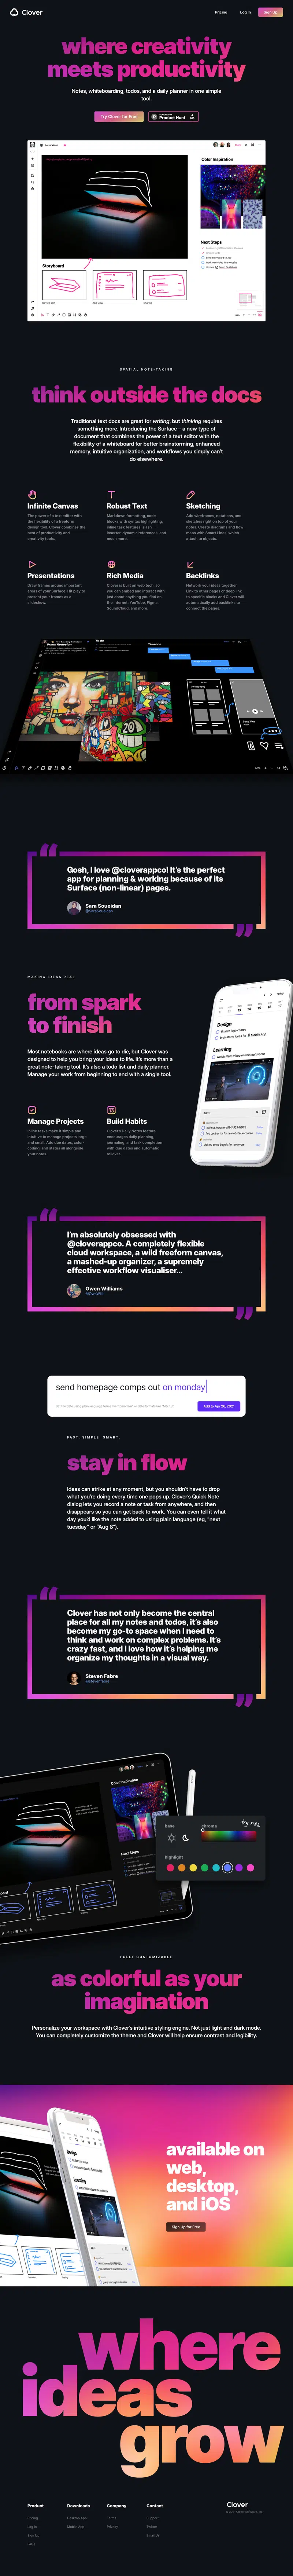 Clover
Pricing
Log In
Sign Up
where creativity
meets productivity
Notes, whiteboarding, todos, and a daily planner in one simple
tool.
Try Clover for Free
Product Hunt
Color Inspiration
Next Steps
Storyboard
SPATIAL NOTE-TAKING
think outside the docs
Traditional text docs are great for writing, but thinking requires
something more. Introducing the Surface – a new type of
document that combines the power of a text editor with the
flexibility of a whiteboard for better brainstorming, enhanced
memory, intuitive organization, and workflows you simply can't
do elsewhere.
Infinite Canvas
The power of a text editor with
the flexibility of a freeform
design tool. Clover combines the
best of productivity and
creativity tools.
Robust Text
Markdown Something, code
blocks with syntax highlighting,
inline task features, slash
inserter, dynamic references, and
much more.
Sketching
Add wireframes, notations, and
sketches right on top of your
notes. Create diagrams and flow
maps with Smart Lines, which
attach to objects.
Presentations
Draw frames around important
areas of your Surface. Hit play to
present your frames as a
slideshow.
Rich Media
Clover is built on web tech, so
you can embed and interact with
just about anything you find on
the internet: YouTube, Figma,
SoundCloud, and more.
Backlinks
Network your ideas together.
Link to other pages or deep link
to specific blocks and Clover will
automatically add backlinks to
connect the pages.
To do
Timeline
Gosh, I love @cloverappco! It's the perfect
app for planning & working because of its
Surface (non-linear) pages.
Sara Soueidan
@SaraSoueidan
MAKING IDEAS REAL
from spark
to finish
Most notebooks are where ideas go to die, but Clover was
designed to help you bring your ideas to life. It's more than a
great note-taking tool. It's also a todo list and daily planner.
Manage your work from beginning to end with a single tool.
Design
Learning
Manage Projects
Inline tasks make it simple and
intuitive to manage projects large
and small. Add due dates, color-
coding, and status all alongside
your notes.
Build Habits
Clover's Daily Notes feature
encourages daily planning,
journaling, and task completion
with due dates and automatic
rollover.
I'm absolutely obsessed with
@cloverappco. A completely flexible
cloud workspace, a wild freeform canvas,
a mashed-up organizer, a supremely
effective workflow visualiser...
Owen Williams
send homepage comps out on monday
Add to Apr 26, 2021
FAST. SIMPLE. SMART.
stay in flow
Ideas can strike at any moment, but you shouldn't have to drop
what you're doing every time one pops up. Clover's Quick Note
dialog lets you record a note or task from anywhere, and then
disappears so you can get back to work. You can even tell it what
day you'd like the note added to using plain language (eg, "next
tuesday" or "Aug 8").
Clover has not only become the central
place for all my notes and todos, it's also
become my go-to space when I need to
think and work on complex problems. It's
crazy fast, and I love how it's helping me
organize my thoughts in a visual way.
Steven Fabre
Color Inspiration
Next Steps
base
chroma
try me
highlight
FULLY CUSTOMIZABLE
as colorful as your
imagination
Personalize your workspace with Clover's intuitive styling engine. Not just light and dark mode.
You can completely customize the theme and Clover will help ensure contrast and legibility.
Design
Learning
available on
web,
desktop,
and iOS
Sign Up for Free
where
ideas
grow
Product
Pricing
Log In
Sign Up
FAQs
Downloads
Desktop App
Mobile App
Company
Terms
Privacy
Contact
Support
Twitter
Email Us
Clover